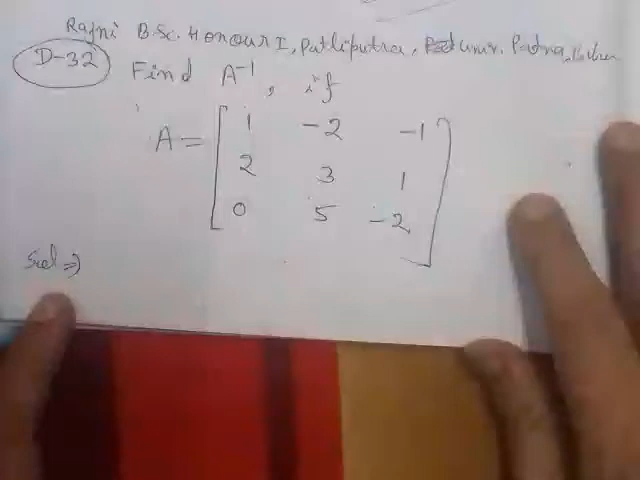 Rajni B.Sc. Honour I, Patliputra, univ. Patna,
D-32
Find A⁻¹, if
A = [1 -2 -1
2 3 1
0 5 -2]
Sol ⇒